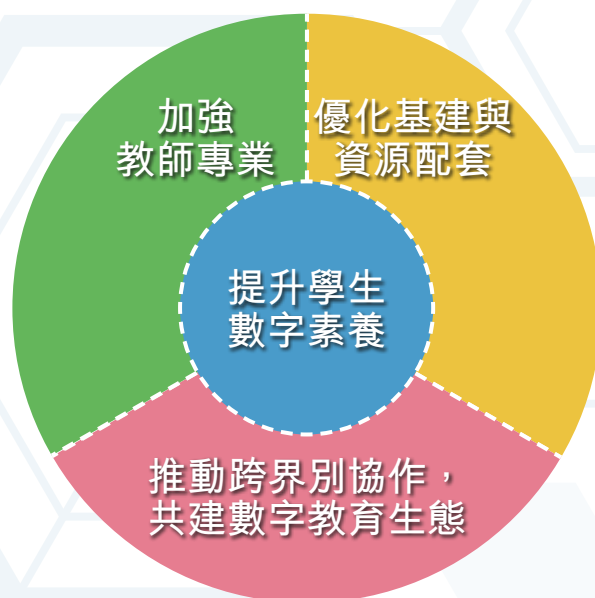 加強
教師專業
優化基建與
資源配套
提升學生
數字素養
推動跨界別協作，
共建數字教育生態